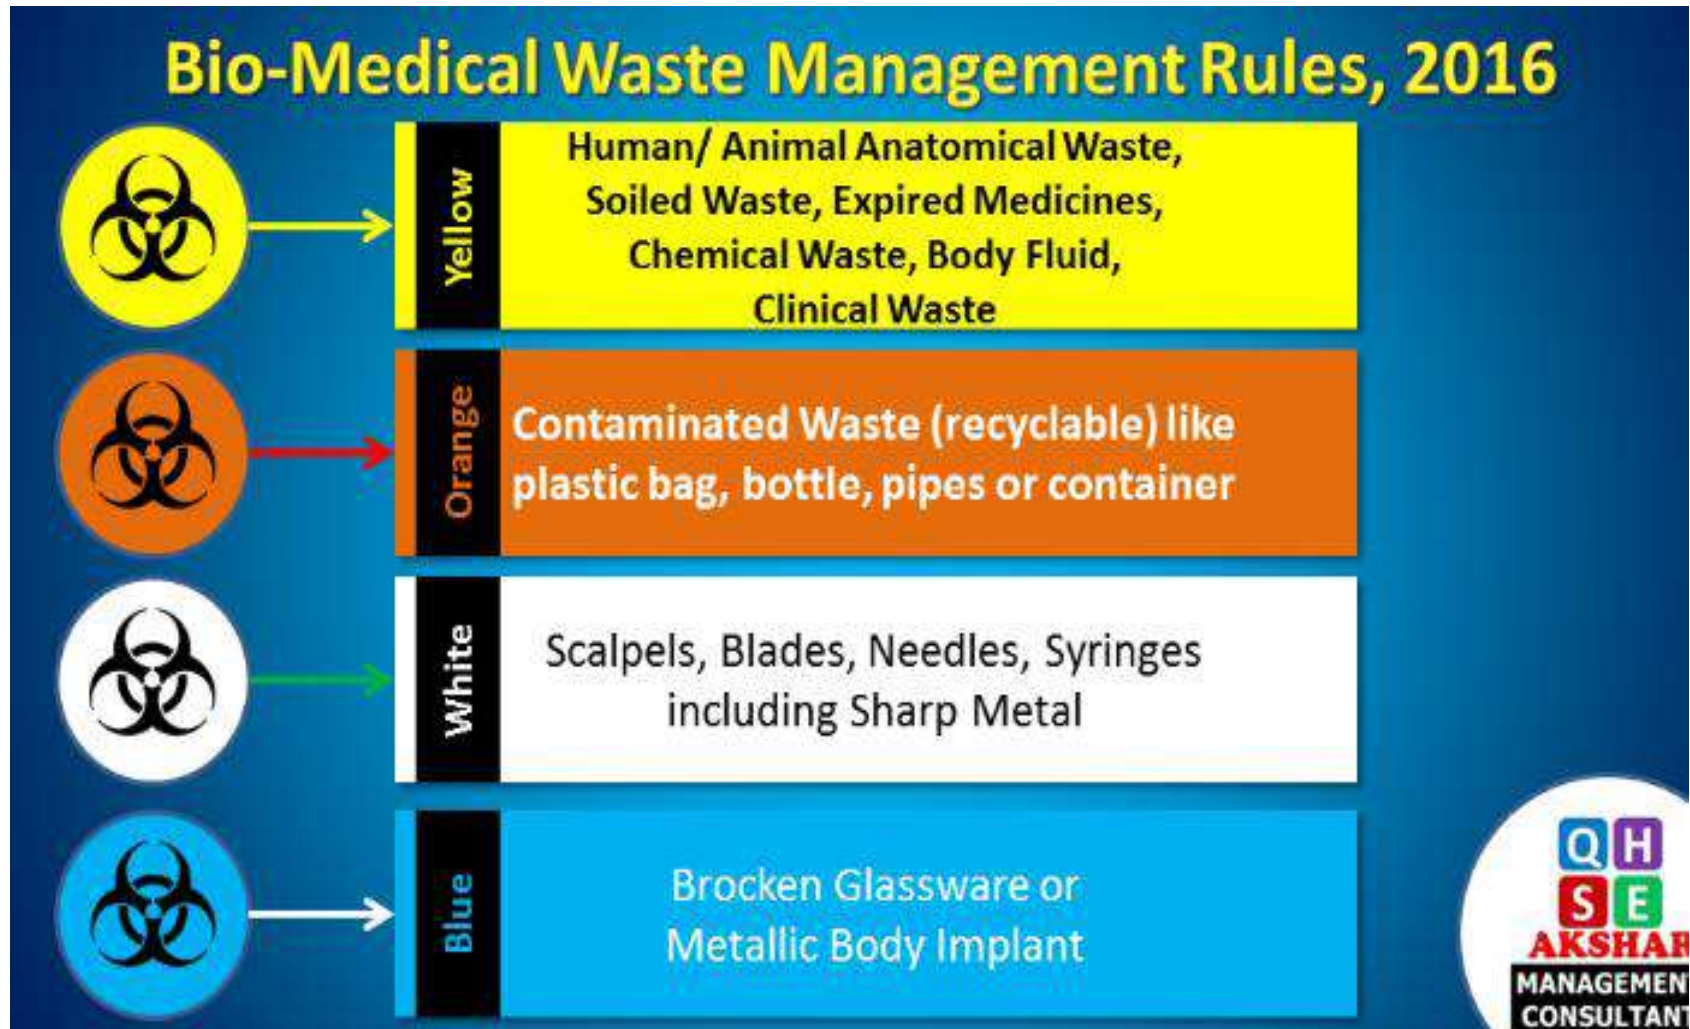 Bio-Medical Waste Management Rules, 2016
Yellow
Human/ Animal Anatomical Waste,
Soiled Waste, Expired Medicines,
Chemical Waste, Body Fluid,
Clinical Waste
Orange
Contaminated Waste (recyclable) like
plastic bag, bottle, pipes or container
White
Scalpels, Blades, Needles, Syringes
including Sharp Metal
Blue
Brocken Glassware or
Metallic Body Implant
QH
SE
AKSHAR
MANAGEMENT
CONSULTANT